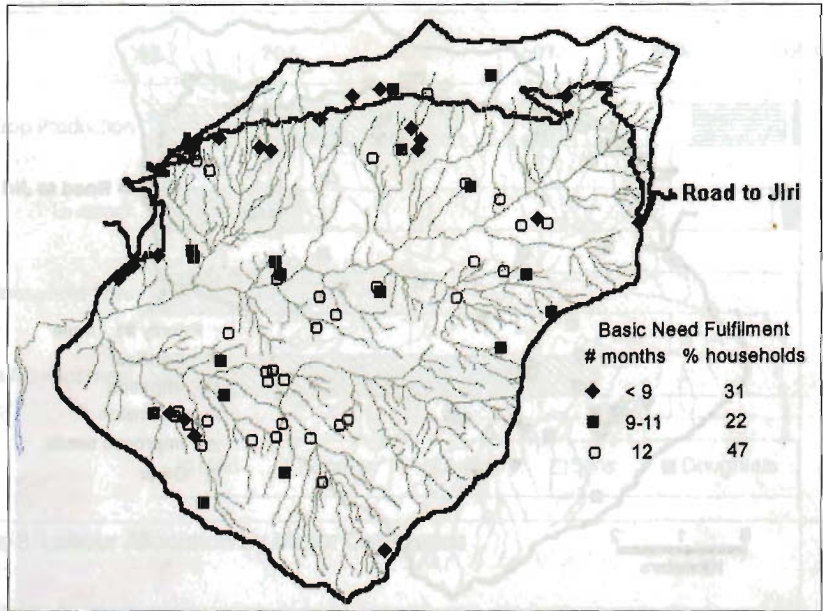 Road to Jiri
Basic Need Fulfilment
# months % households
< 9 31
9-11 22
12 47